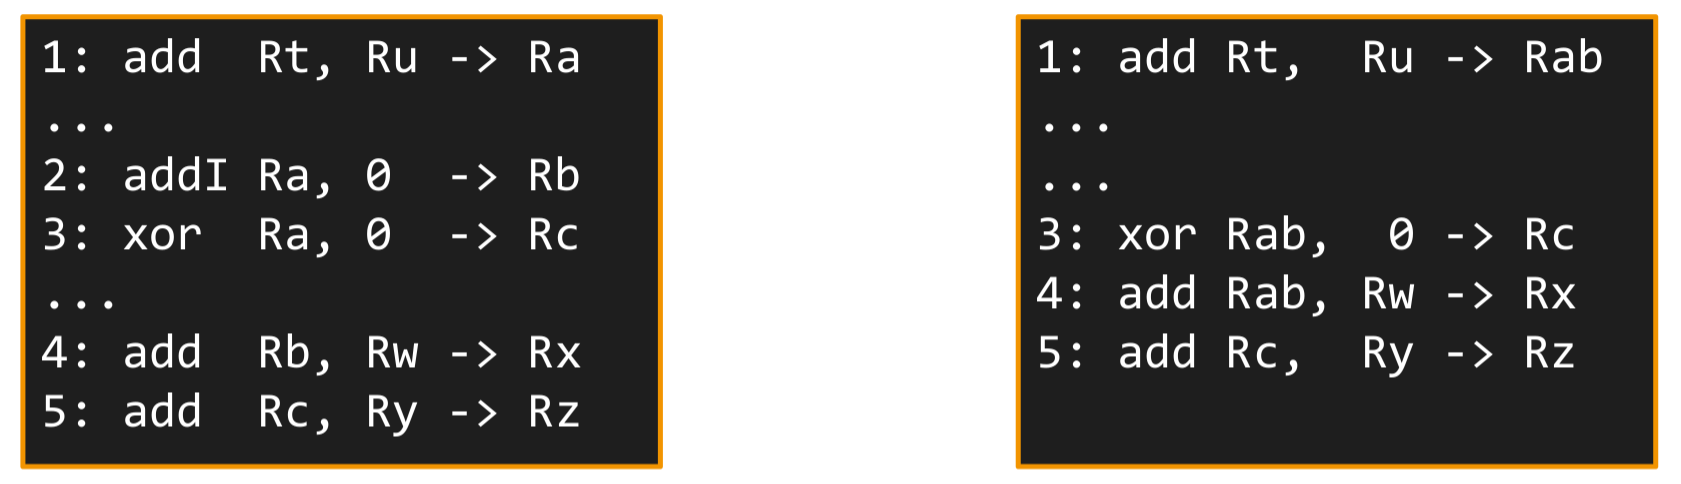 1: add  Rt, Ru -> Ra
...
2: addI Ra, 0  -> Rb
3: xor  Ra, 0  -> Rc
...
4: add  Rb, Rw -> Rx
5: add  Rc, Ry -> Rz
1: add Rt,  Ru -> Rab
...
...
3: xor Rab,  0 -> Rc
4: add Rab, Rw -> Rx
5: add Rc,  Ry -> Rz